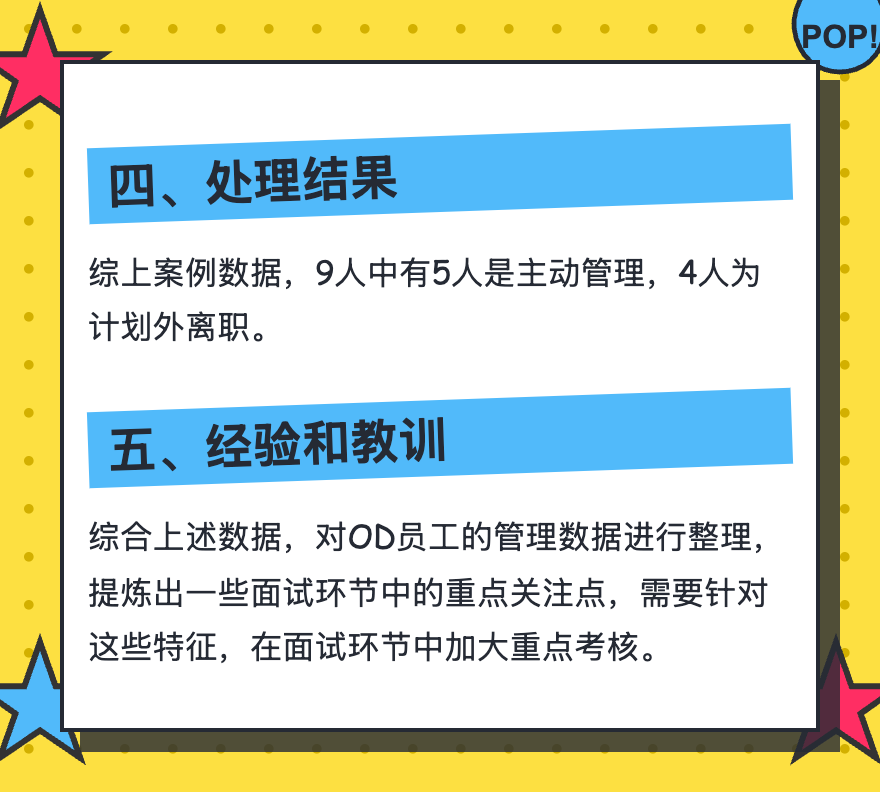 POP!
四、处理结果
综上案例数据，9人中有5人是主动管理，4人为
计划外离职。
五、经验和教训
综合上述数据，对OD员工的管理数据进行整理，
提炼出一些面试环节中的重点关注点，需要针对
这些特征，在面试环节中加大重点考核。